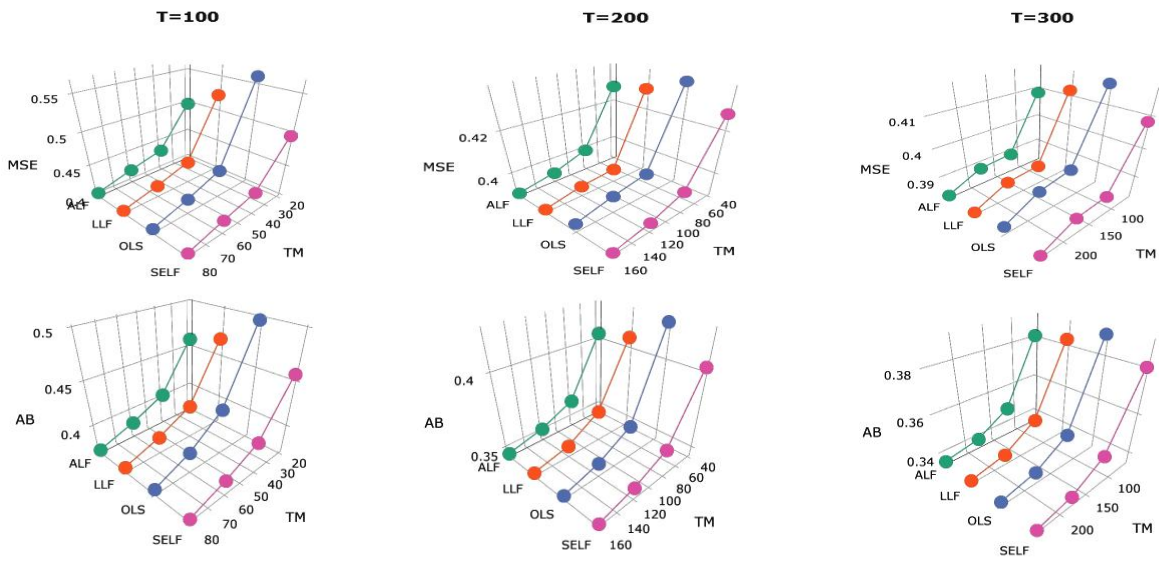 T=100
T=200
T=300
0.55
0.5
0.45
0.4
MSE
ALF
LLF
OLS
SELF
20
30
40
50
60
70
80
TM
0.42
0.4
MSE
ALF
LLF
OLS
SELF
40
60
80
100
120
140
160
TM
0.41
0.4
0.39
MSE
ALF
LLF
OLS
SELF
100
150
200
TM
0.5
0.45
0.4
AB
ALF
LLF
OLS
SELF
20
30
40
50
60
70
80
TM
0.4
0.35
AB
ALF
LLF
OLS
SELF
40
60
80
100
120
140
160
TM
0.38
0.36
0.34
AB
ALF
LLF
OLS
SELF
100
150
200
TM